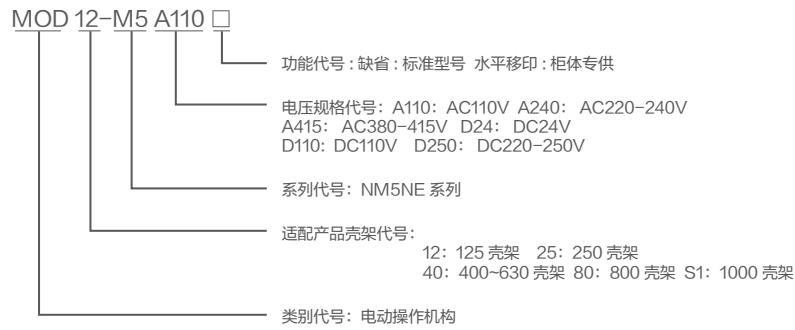 MOD 12-M5 A110 □
功能代号：缺省：标准型号 水平移印：柜体专供
电压规格代号：A110：AC110V A240：AC220-240V
A415：AC380-415V D24：DC24V
D110：DC110V D250：DC220-250V
系列代号：NM5NE 系列
适配产品壳架代号：
12：125 壳架 25：250 壳架
40：400~630 壳架 80：800 壳架 S1：1000 壳架
类别代号：电动操作机构